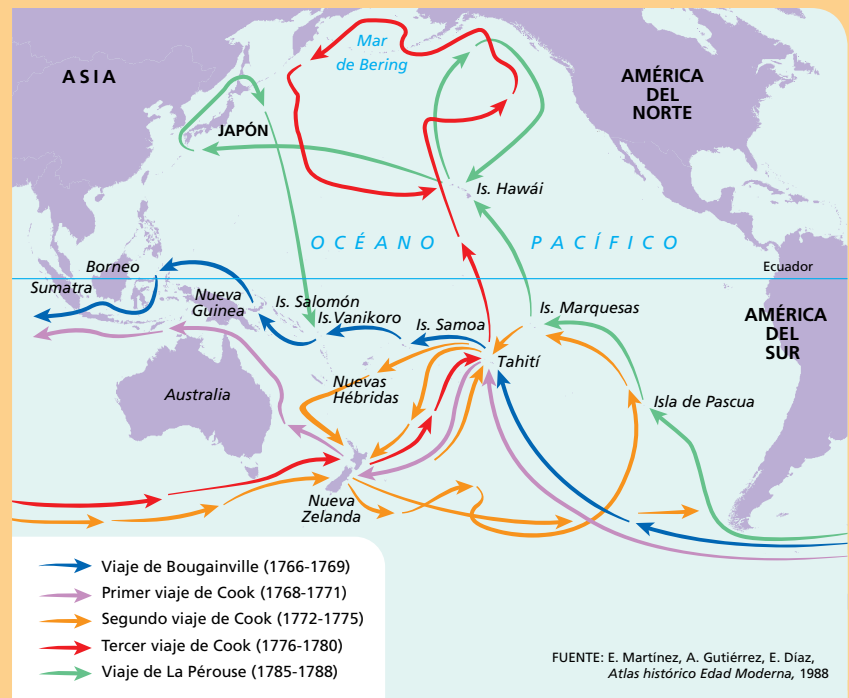 Mar
de Bering
ASIA
AMÉRICA
DEL
NORTE
JAPÓN
Is. Hawái
OCÉANO PACÍFICO
Ecuador
Borneo
Sumatra
Nueva
Guinea
Is. Salomón
Is. Vanikoro
Is. Samoa
Is. Marquesas
AMÉRICA
DEL
SUR
Tahití
Australia
Nuevas
Hébridas
Isla de Pascua
Nueva
Zelanda
Viaje de Bougainville (1766-1769)
Primer viaje de Cook (1768-1771)
Segundo viaje de Cook (1772-1775)
Tercer viaje de Cook (1776-1780)
Viaje de La Pérouse (1785-1788)
FUENTE: E. Martínez, A. Gutiérrez, E. Díaz,
Atlas histórico Edad Moderna, 1988